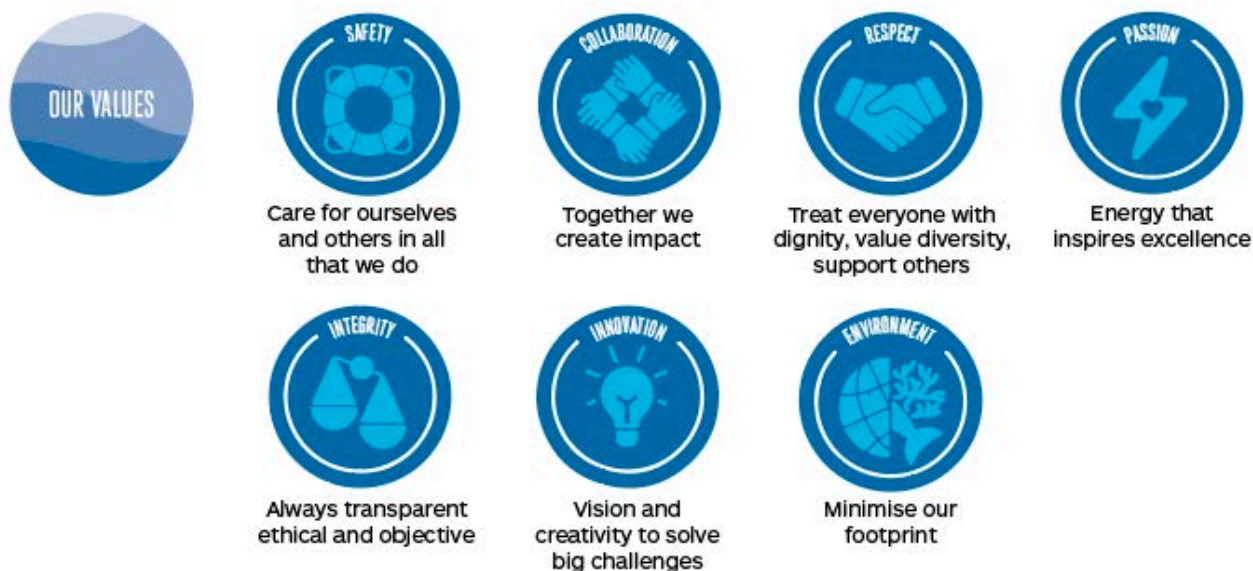 OUR VALUES
SAFETY
Care for ourselves
and others in all
that we do
COLLABORATION
Together we
create impact
RESPECT
Treat everyone with
dignity, value diversity,
support others
PASSION
Energy that
inspires excellence
INTEGRITY
Always transparent
ethical and objective
INNOVATION
Vision and
creativity to solve
big challenges
ENVIRONMENT
Minimise our
footprint